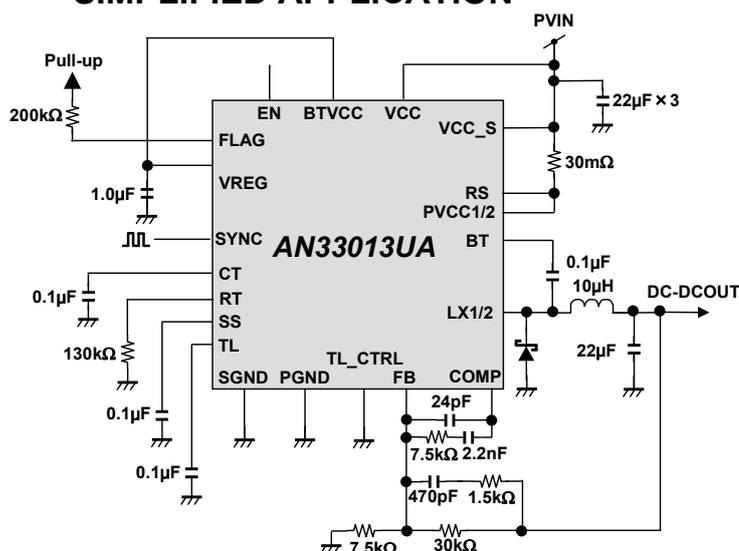 SIMPLIFIED APPLICATION
PVIN
Pull-up
200kΩ
EN BTVCC VCC
22µF×3
FLAG
VCC_S
30mΩ
VREG
1.0µF
RS
PVCC1/2
SYNC
AN33013UA
BT
CT
0.1µF
0.1µF
10µH
DC-DCOUT
RT
LX1/2
SS
130kΩ
TL
22µF
TL_CTRL
SGND PGND FB COMP
24pF
0.1µF
7.5kΩ 2.2nF
0.1µF
470pF 1.5kΩ
7.5kΩ 30kΩ